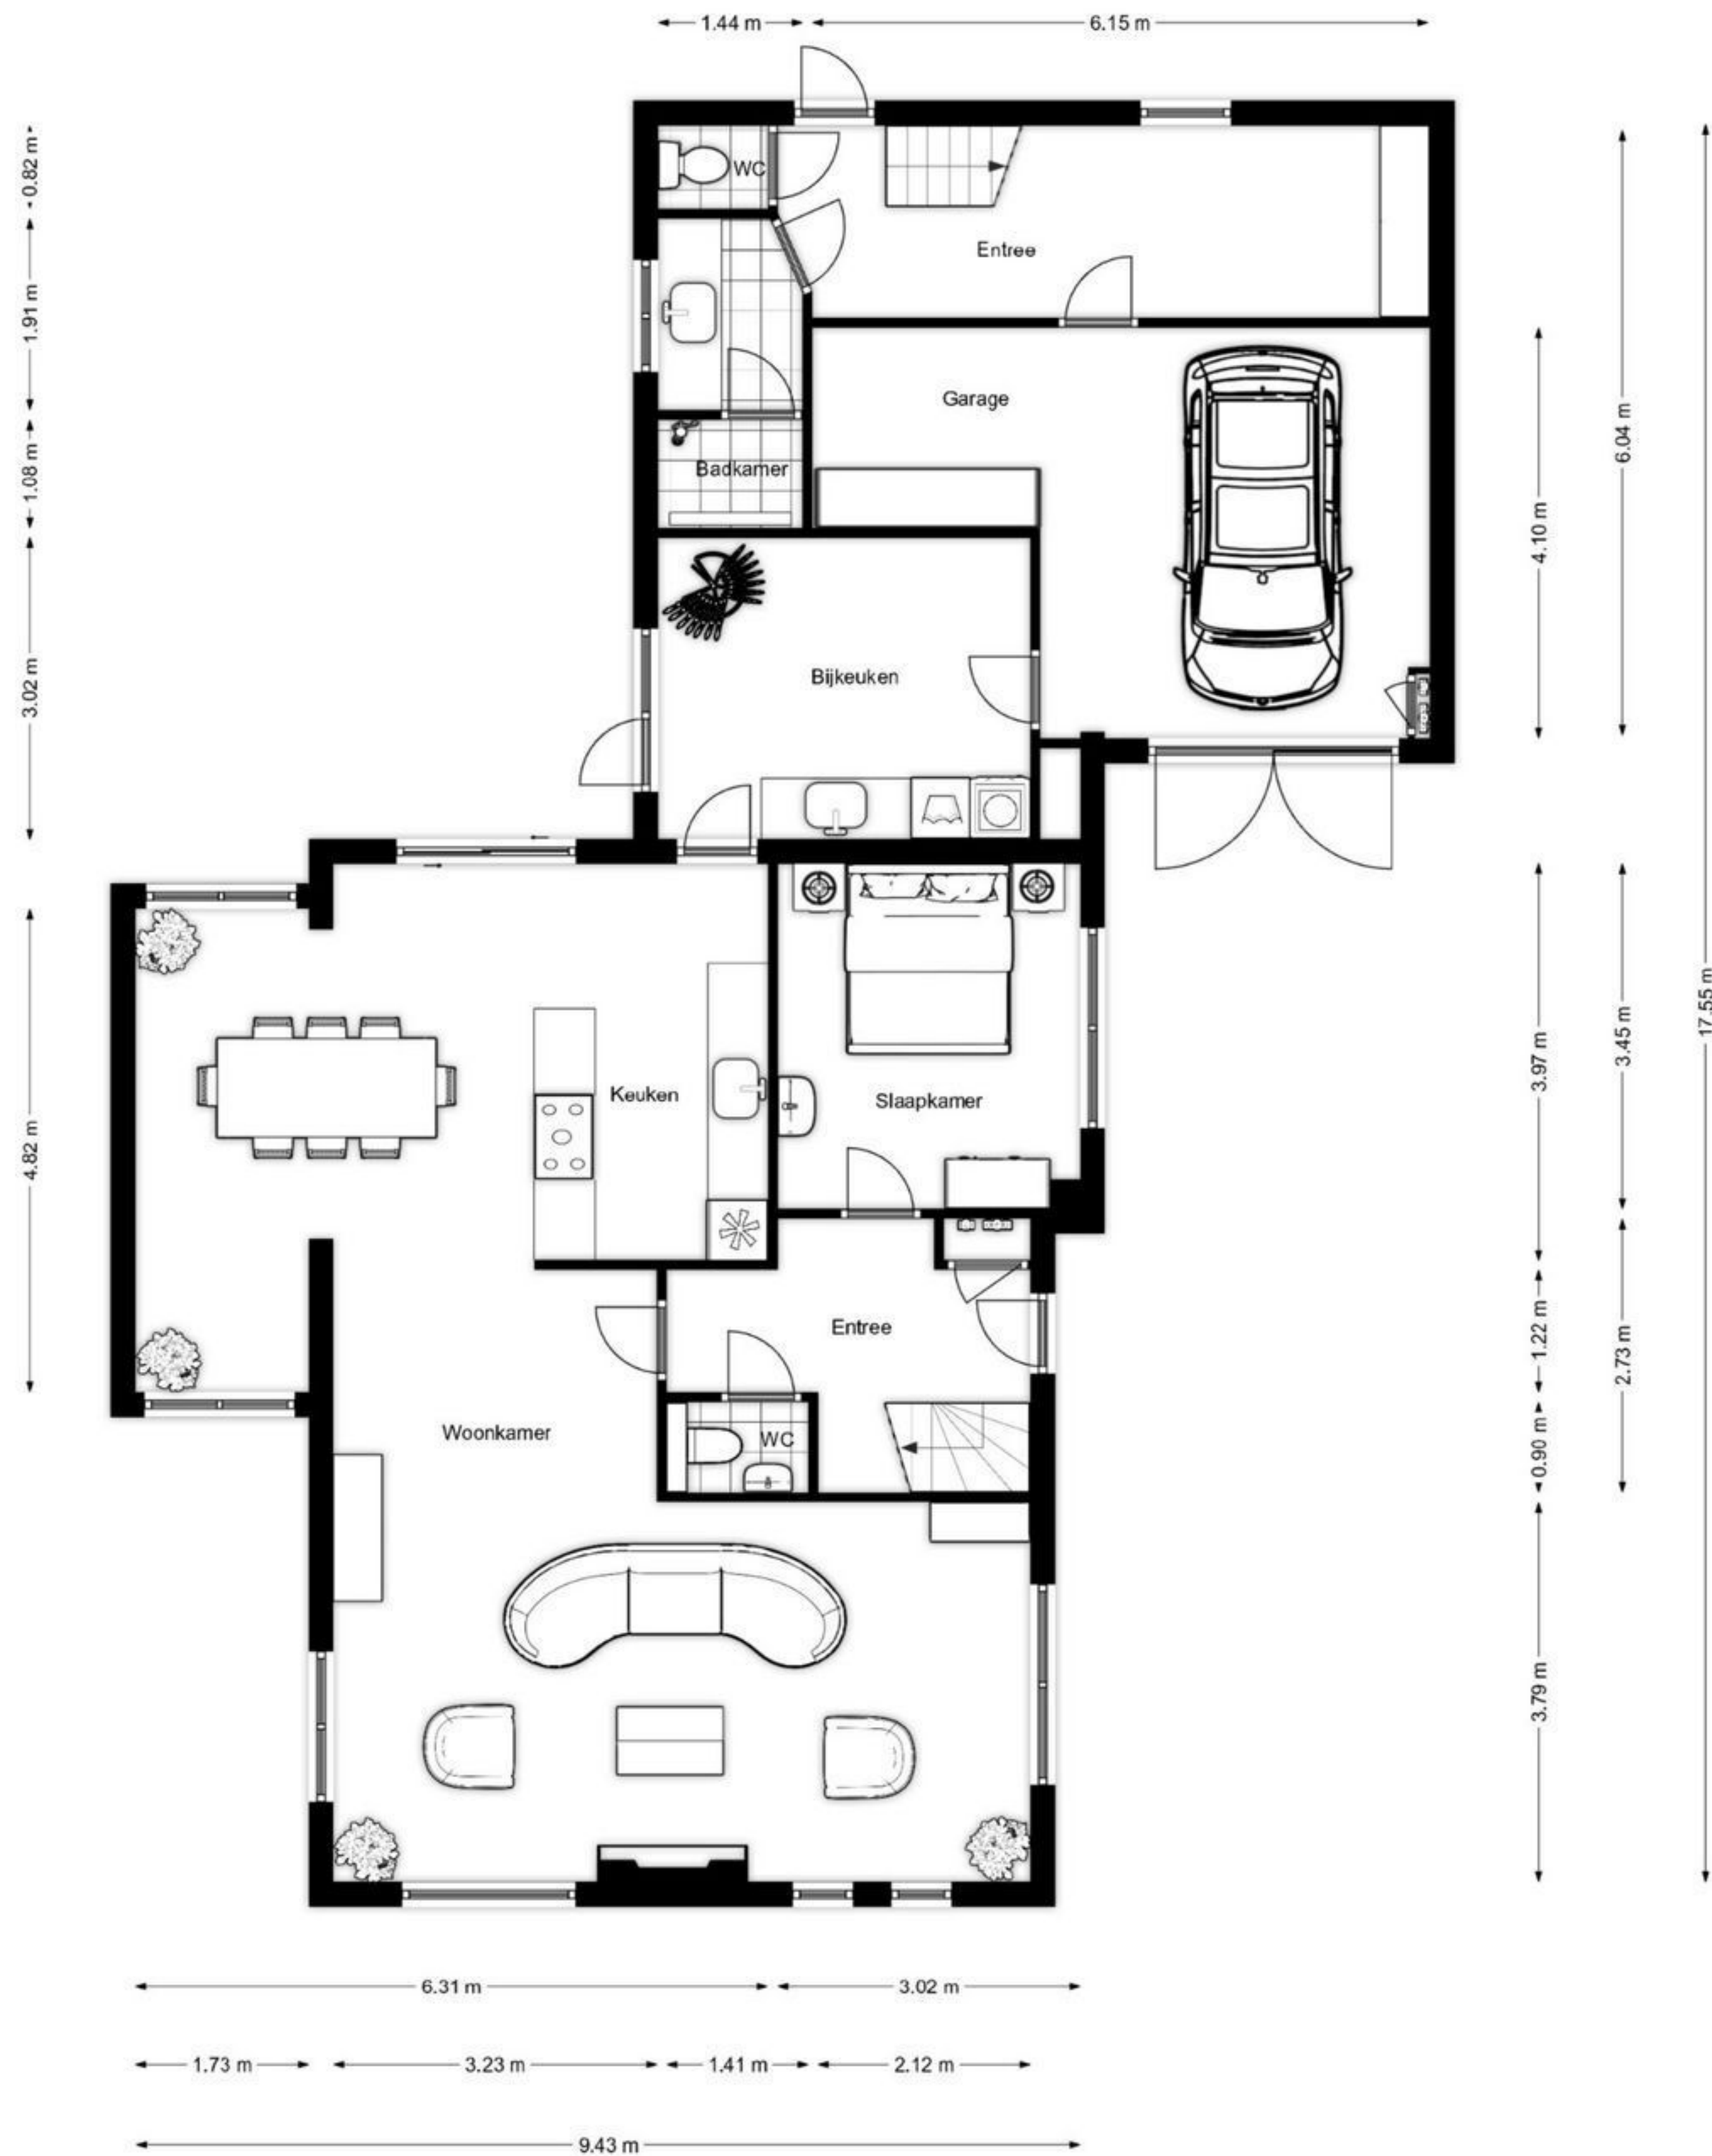 1.44 m
6.15 m
0.82 m
WC
Entree
1.91 m
Garage
6.04 m
1.08 m
Badkamer
4.10 m
3.02 m
Bijkeuken
17.55 m
3.97 m
3.45 m
Keuken
Slaapkamer
4.82 m
Entree
1.22 m
2.73 m
Woonkamer
WC
0.90 m
3.79 m
6.31 m
3.02 m
1.73 m
3.23 m
1.41 m
2.12 m
9.43 m